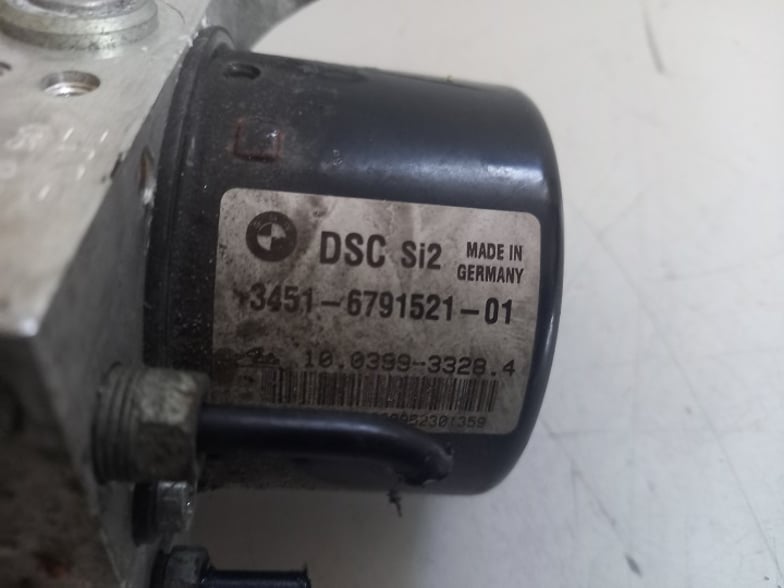 DSC Si2 MADE IN GERMANY
3451-6791521-01
10.0399-3328.4